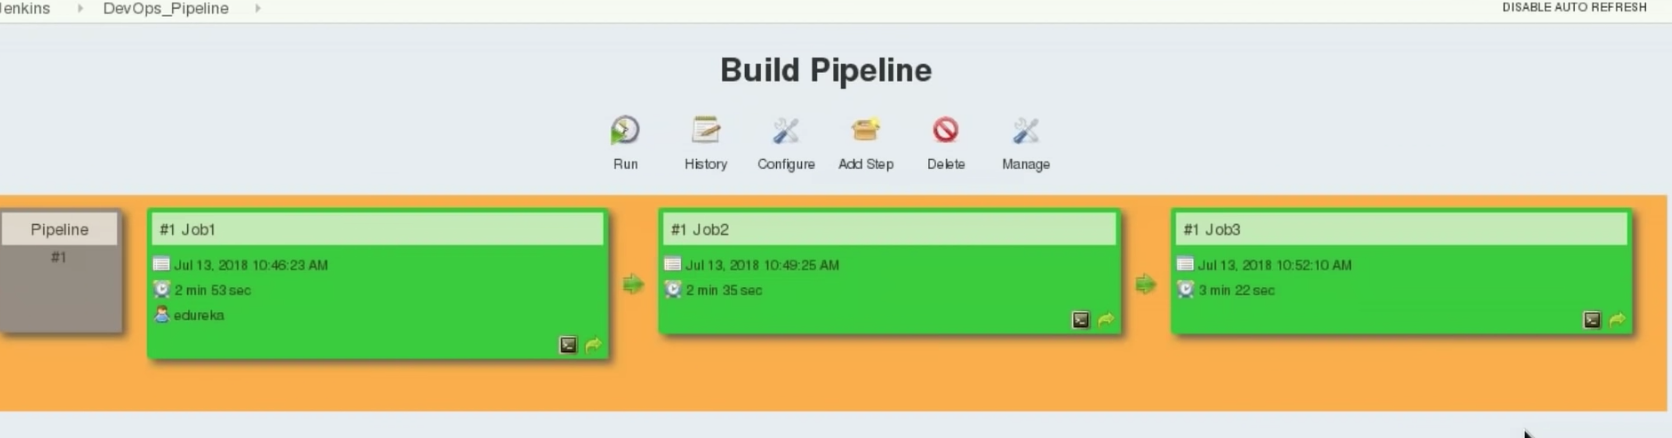 enkins DevOps_Pipeline DISABLE AUTO REFRESH
Build Pipeline
Run History Configure Add Step Delete Manage
Pipeline
#1
#1 Job1
Jul 13, 2018 10:46:23 AM
2 min 53 sec
edureka
#1 Job2
Jul 13, 2018 10:49:25 AM
2 min 35 sec
#1 Job3
Jul 13, 2018 10:52:10 AM
3 min 22 sec